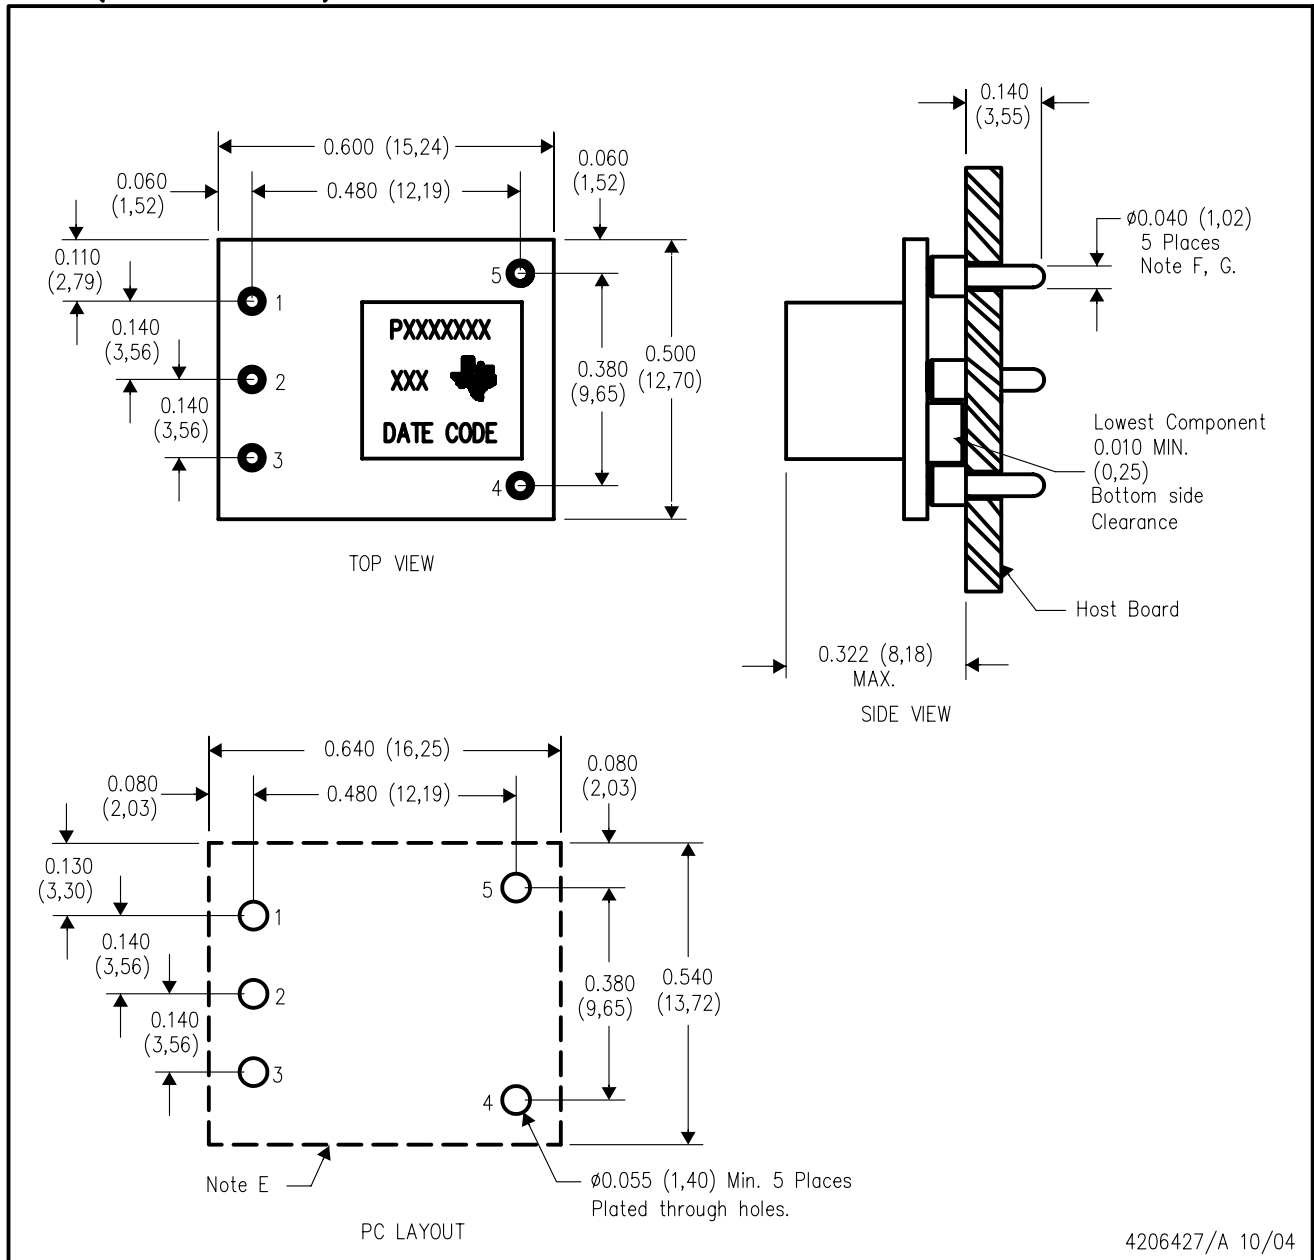 0.600 (15,24)
0.060
(1,52)
0.480 (12,19)
0.060
(1,52)
0.110
(2,79)
0.140
(3,56)
0.140
(3,56)
1
2
3
5
4
PXXXXXXX
XXX
DATE CODE
0.380
(9,65)
0.500
(12,70)
TOP VIEW
0.140
(3,55)
ø0.040 (1,02)
5 Places
Note F, G.
Lowest Component
0.010 MIN.
(0,25)
Bottom side
Clearance
Host Board
0.322 (8,18)
MAX.
SIDE VIEW
0.640 (16,25)
0.080
(2,03)
0.480 (12,19)
0.080
(2,03)
0.130
(3,30)
0.140
(3,56)
0.140
(3,56)
1
2
3
5
4
0.380
(9,65)
0.540
(13,72)
Note E
ø0.055 (1,40) Min. 5 Places
Plated through holes.
PC LAYOUT
4206427/A 10/04